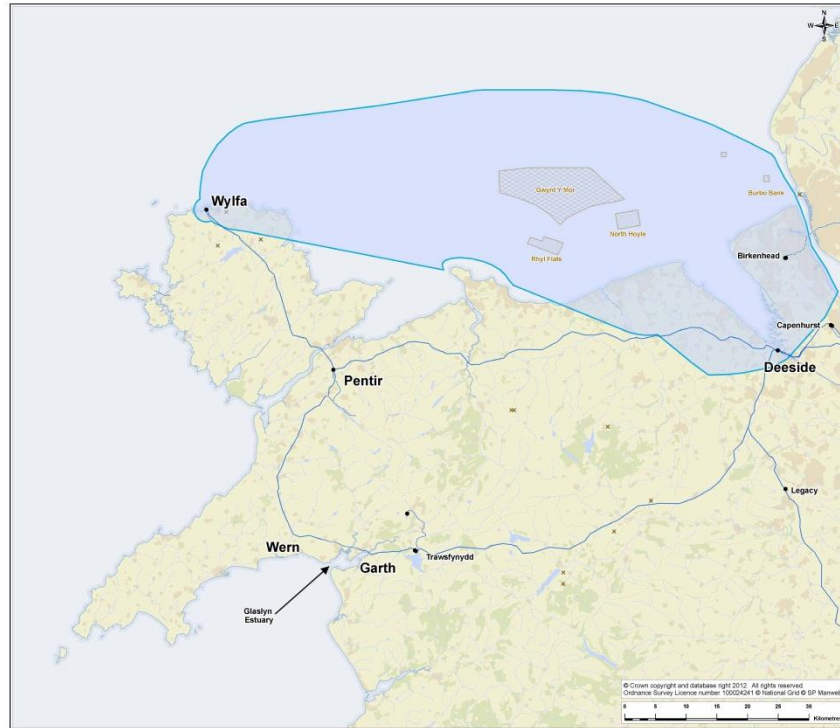 N
W E
S
Wylfa
Gwynt Y Mor
Burbo Bank
North Hoyle
Rhyl Flats
Birkenhead
Capenhurst
Deeside
Pentir
Legacy
Wern
Garth
Trawsfynydd
Glaslyn
Estuary
© Crown copyright and database right 2012. All rights reserved.
Ordnance Survey Licence number 100024241 © National Grid © SP Manweb
0 5 10 15 20 25 30
Kilometre